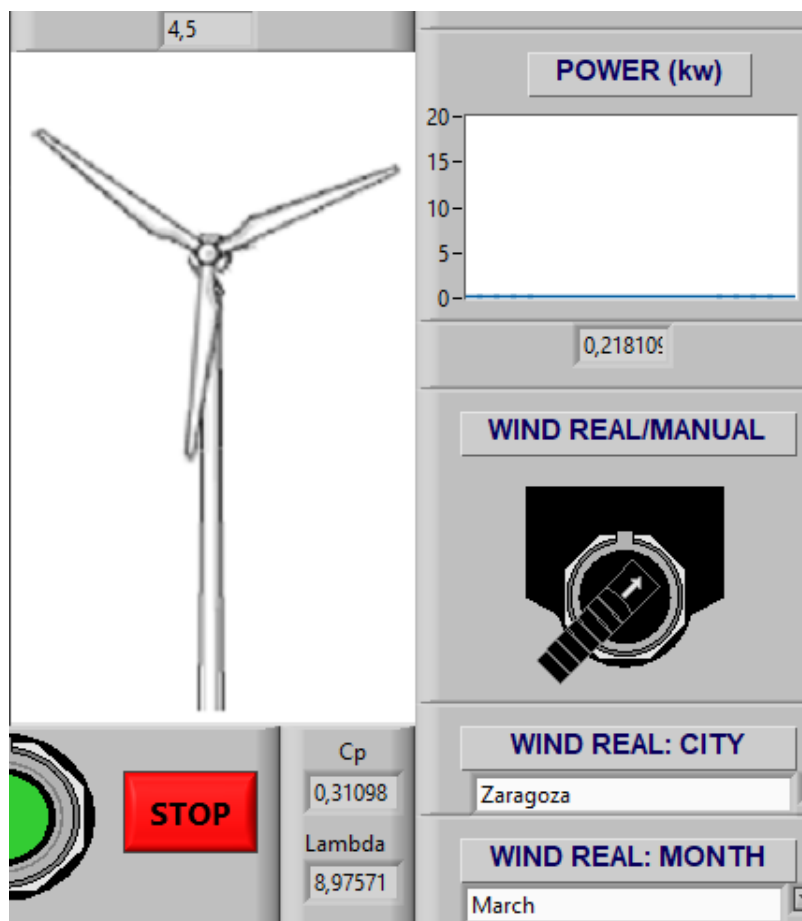 4,5
POWER (kw)
20
15
10
5
0
0,218109
WIND REAL/MANUAL
STOP
Cp
0,31098
Lambda
8,97571
WIND REAL: CITY
Zaragoza
WIND REAL: MONTH
March